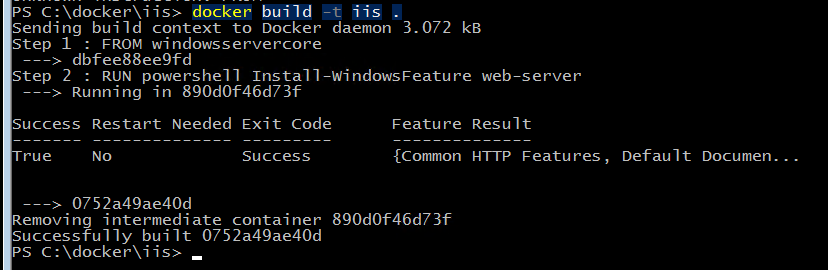 PS C:\docker\iis> docker build -t iis .
Sending build context to Docker daemon 3.072 kB
Step 1 : FROM windowsservercore
 ---> dbfee88ee9fd
Step 2 : RUN powershell Install-WindowsFeature web-server
 ---> Running in 890d0f46d73f
Success Restart Needed Exit Code      Feature Result
------- -------------- ---------      --------------
True    No             Success        {Common HTTP Features, Default Documen...
 ---> 0752a49ae40d
Removing intermediate container 890d0f46d73f
Successfully built 0752a49ae40d
PS C:\docker\iis>